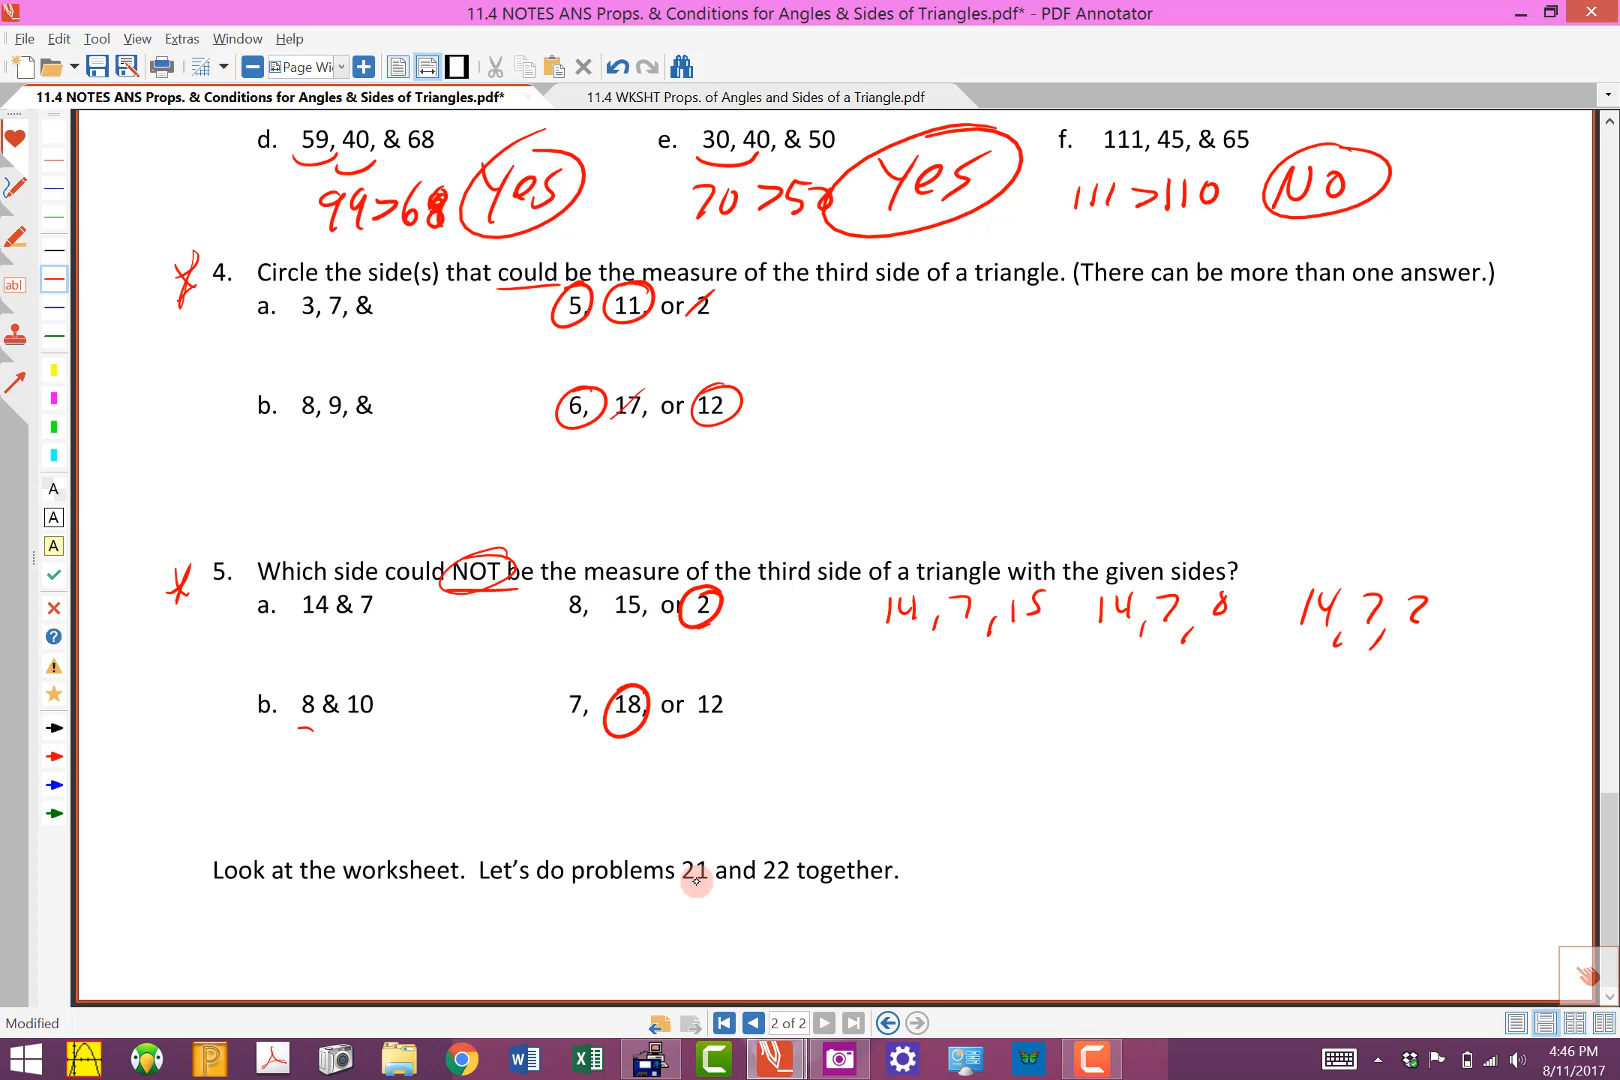 11.4 NOTES ANS Props. & Conditions for Angles & Sides of Triangles.pdf* - PDF Annotator
File Edit Tool View Extras Window Help
Page Wi
11.4 NOTES ANS Props. & Conditions for Angles & Sides of Triangles.pdf* 11.4 WKSHT Props. of Angles and Sides of a Triangle.pdf
d. 59, 40, & 68 e. 30, 40, & 50 f. 111, 45, & 65
99>68 Yes 70>50 Yes 111>110 NO
4. Circle the side(s) that could be the measure of the third side of a triangle. (There can be more than one answer.)
a. 3, 7, & 5, 11, or 2
b. 8, 9, & 6, 17, or 12
5. Which side could NOT be the measure of the third side of a triangle with the given sides?
a. 14 & 7 8, 15, or 2 14, 7, 15 14, 7, 8 14, 7, 2
b. 8 & 10 7, 18, or 12
Look at the worksheet. Let's do problems 21 and 22 together.
abl
A
A
A
Modified 2 of 2
4:46 PM
8/11/2017